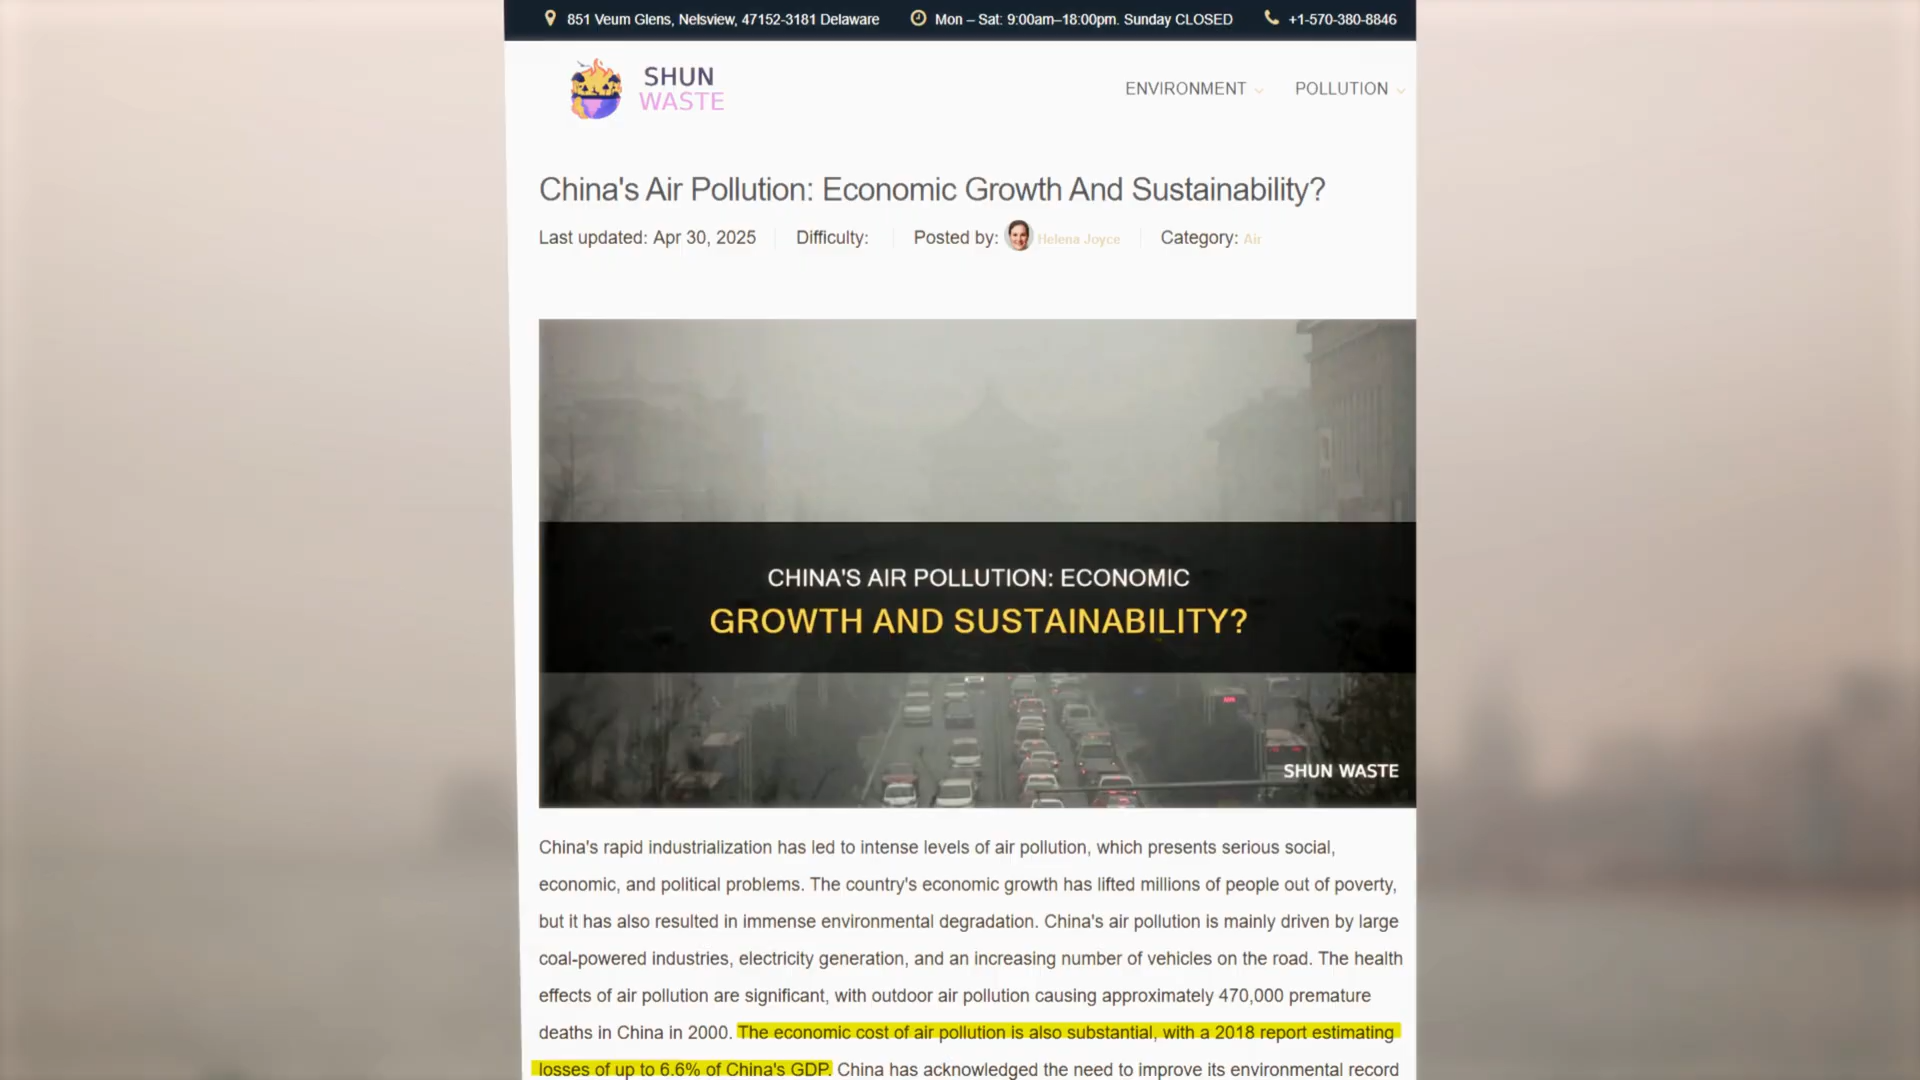 851 Veum Glens, Nelsview, 47152-3181 Delaware
Mon – Sat: 9:00am–18:00pm. Sunday CLOSED
+1-570-380-8846
SHUN
WASTE
ENVIRONMENT
POLLUTION
China's Air Pollution: Economic Growth And Sustainability?
Last updated: Apr 30, 2025
Difficulty:
Posted by: Helena Joyce
Category: Air
CHINA'S AIR POLLUTION: ECONOMIC
GROWTH AND SUSTAINABILITY?
SHUN WASTE
China's rapid industrialization has led to intense levels of air pollution, which presents serious social,
economic, and political problems. The country's economic growth has lifted millions of people out of poverty,
but it has also resulted in immense environmental degradation. China's air pollution is mainly driven by large
coal-powered industries, electricity generation, and an increasing number of vehicles on the road. The health
effects of air pollution are significant, with outdoor air pollution causing approximately 470,000 premature
deaths in China in 2000. The economic cost of air pollution is also substantial, with a 2018 report estimating
losses of up to 6.6% of China's GDP. China has acknowledged the need to improve its environmental record